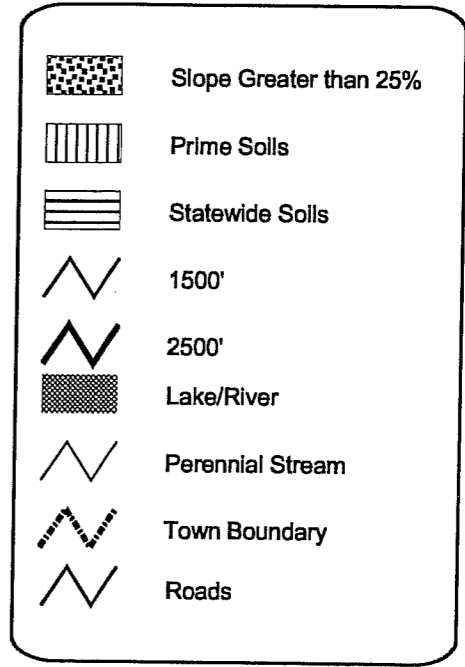 Slope Greater than 25%
Prime Soils
Statewide Soils
1500'
2500'
Lake/River
Perennial Stream
Town Boundary
Roads